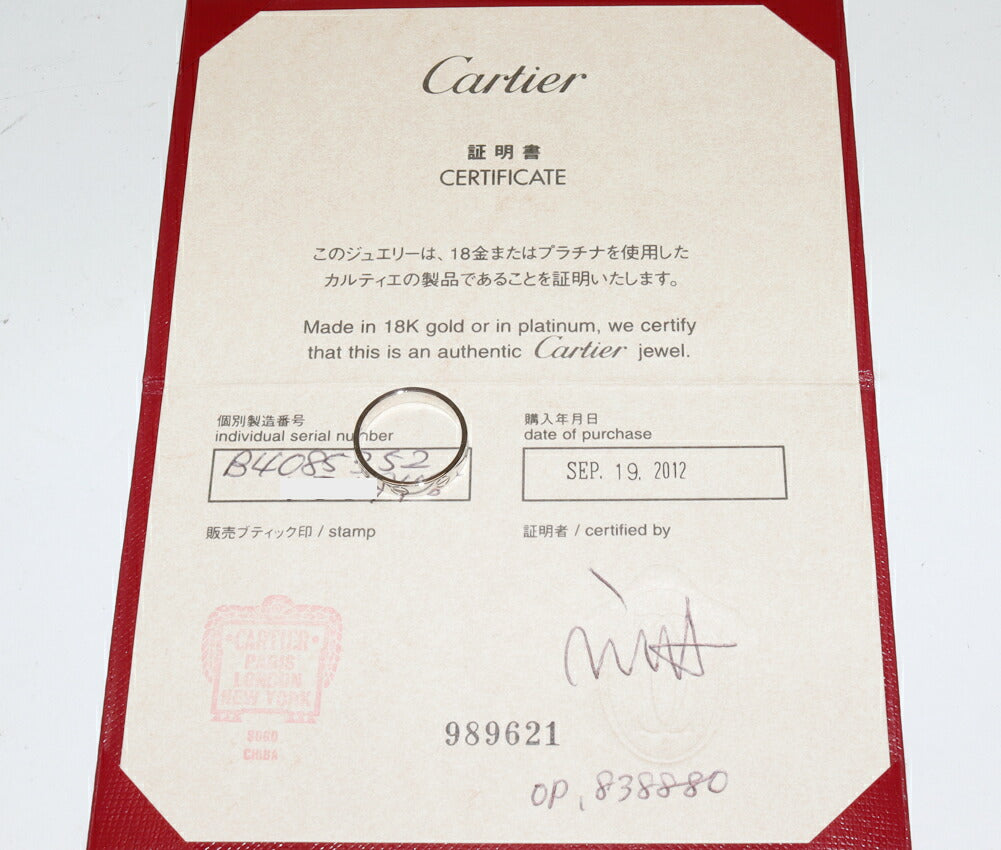 Cartier
証明書
CERTIFICATE
このジュエリーは、18金またはプラチナを使用した
カルティエの製品であることを証明いたします。
Made in 18K gold or in platinum, we certify
that this is an authentic Cartier jewel.
個別製造番号
individual serial number
B4085352
購入年月日
date of purchase
SEP. 19. 2012
販売ブティック印 / stamp
証明者 / certified by
CARTIER
PARIS
LONDON
NEW YORK
SOGO
CHIBA
989621
OP, 838880